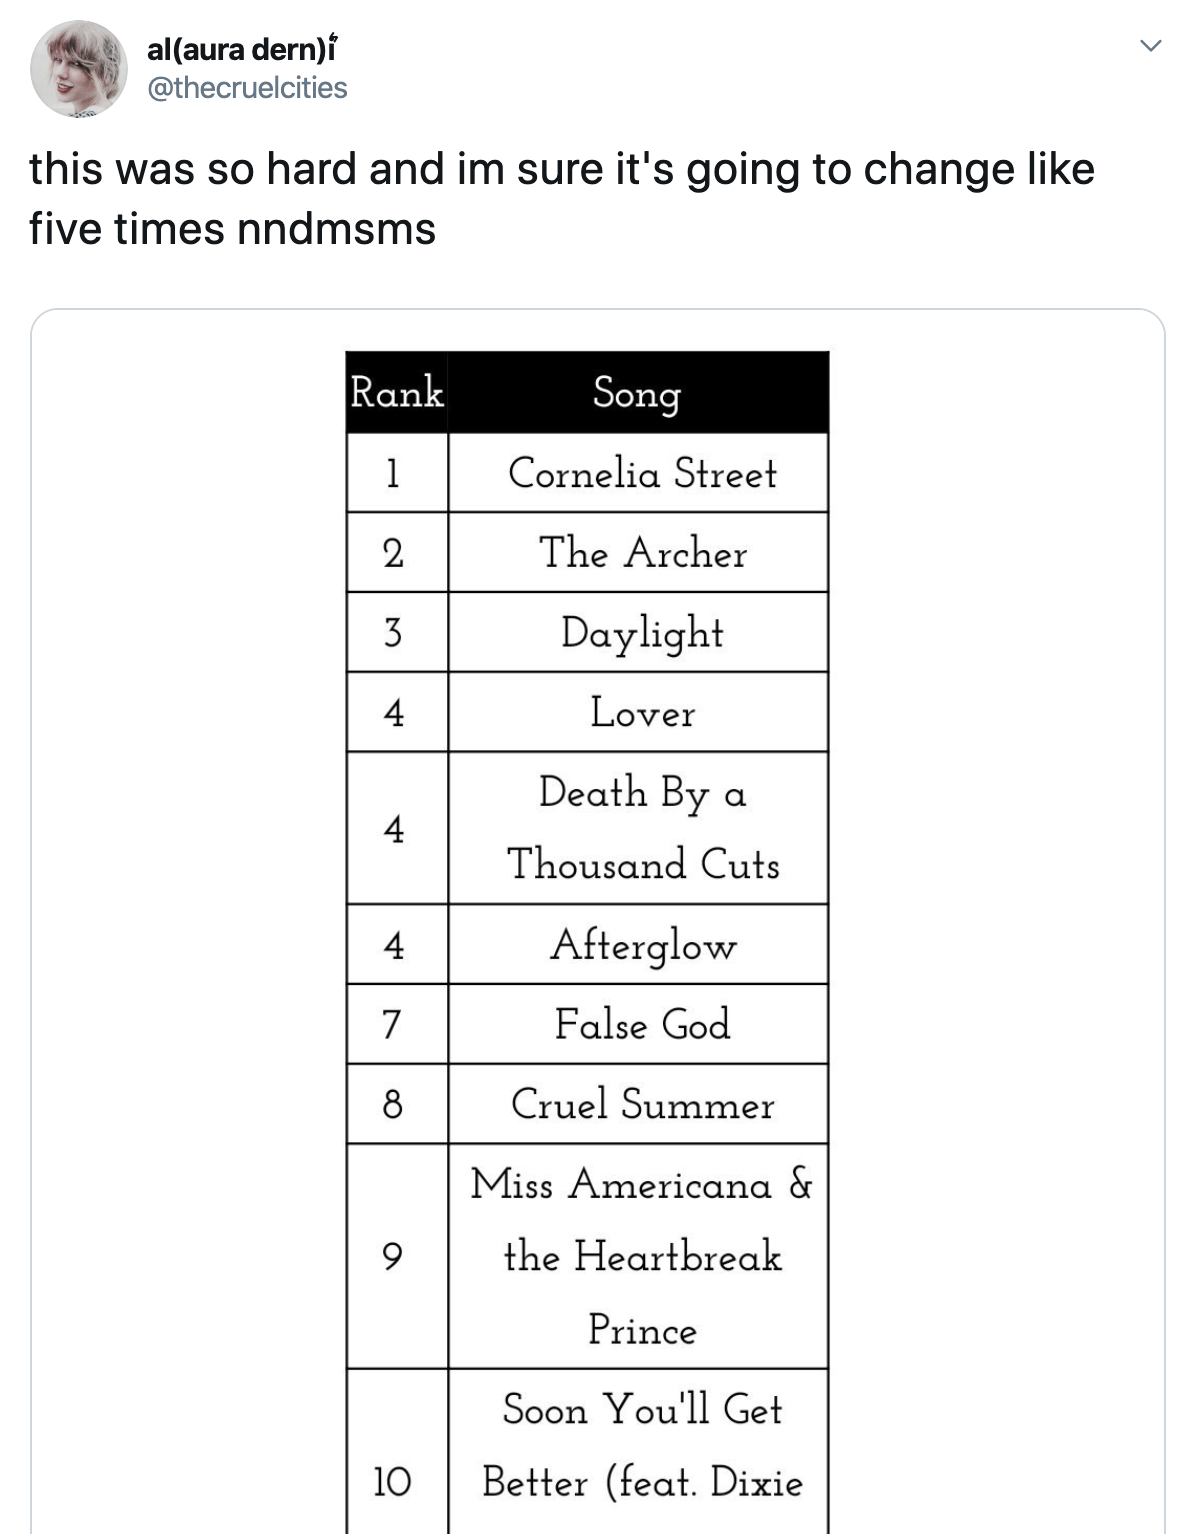 al(aura dern)i
@thecruelcities
this was so hard and im sure it's going to change like
five times nndmsms
Rank Song
1 Cornelia Street
2 The Archer
3 Daylight
4 Lover
4 Death By a
Thousand Cuts
4 Afterglow
7 False God
8 Cruel Summer
9 Miss Americana &
the Heartbreak
Prince
10 Soon You'll Get
Better (feat. Dixie